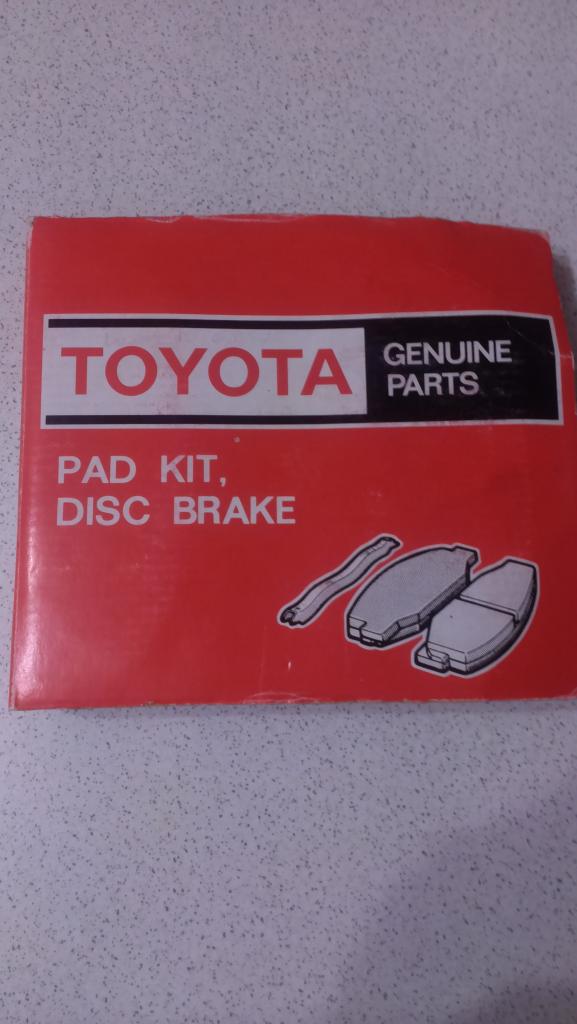 TOYOTA
GENUINE
PARTS
PAD KIT,
DISC BRAKE